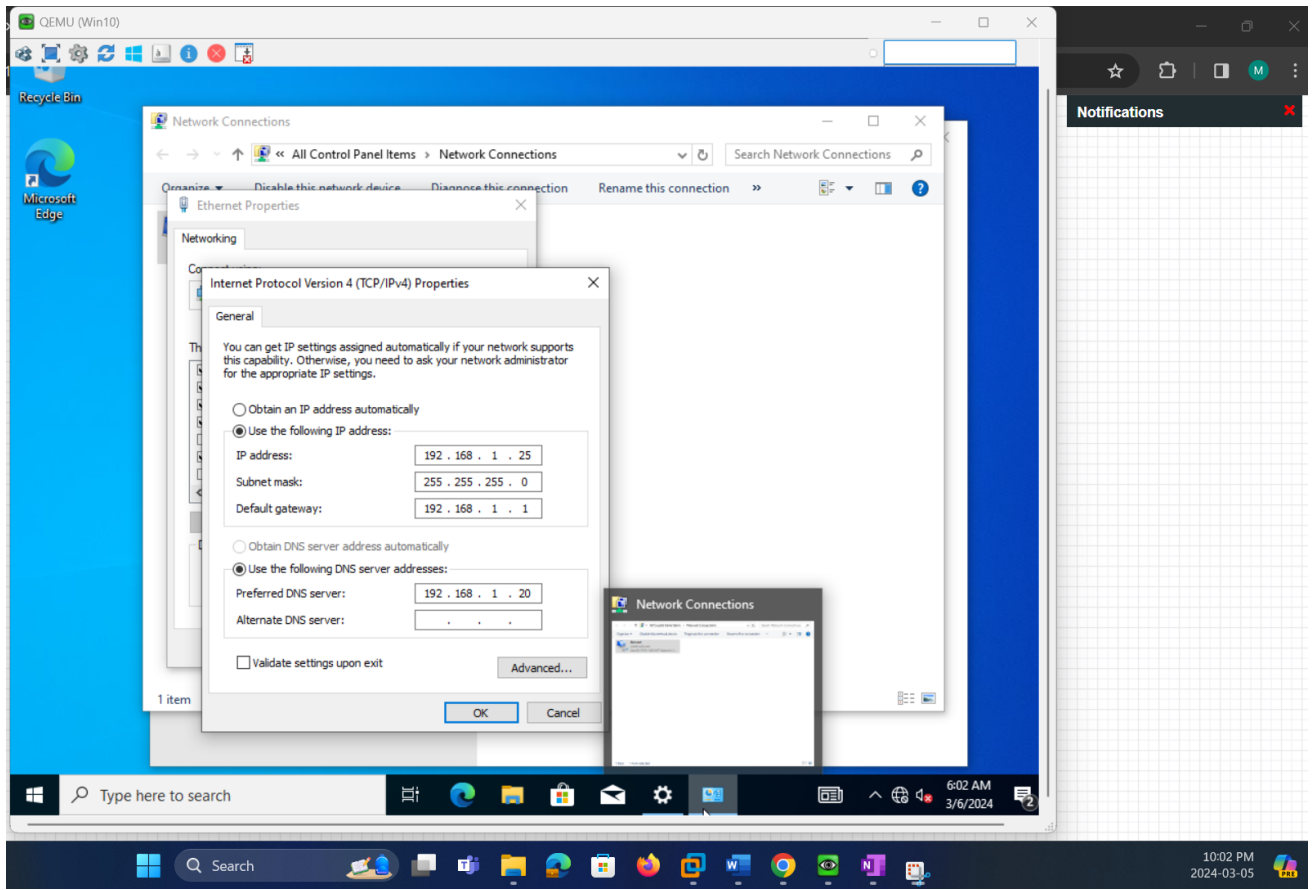 QEMU (Win10)
M
Recycle Bin
Notifications
Microsoft
Edge
Network Connections
« All Control Panel Items > Network Connections
Search Network Connections
Organize
Disable this network device
Diagnose this connection
Rename this connection
»
Ethernet Properties
Networking
Internet Protocol Version 4 (TCP/IPv4) Properties
General
You can get IP settings assigned automatically if your network supports
this capability. Otherwise, you need to ask your network administrator
for the appropriate IP settings.
Obtain an IP address automatically
Use the following IP address:
IP address: 192 . 168 . 1 . 25
Subnet mask: 255 . 255 . 255 . 0
Default gateway: 192 . 168 . 1 . 1
Obtain DNS server address automatically
Use the following DNS server addresses:
Preferred DNS server: 192 . 168 . 1 . 20
Alternate DNS server: . . .
Validate settings upon exit
Advanced...
OK
Cancel
1 item
Network Connections
Type here to search
6:02 AM
3/6/2024
2
Search
10:02 PM
2024-03-05
PRE